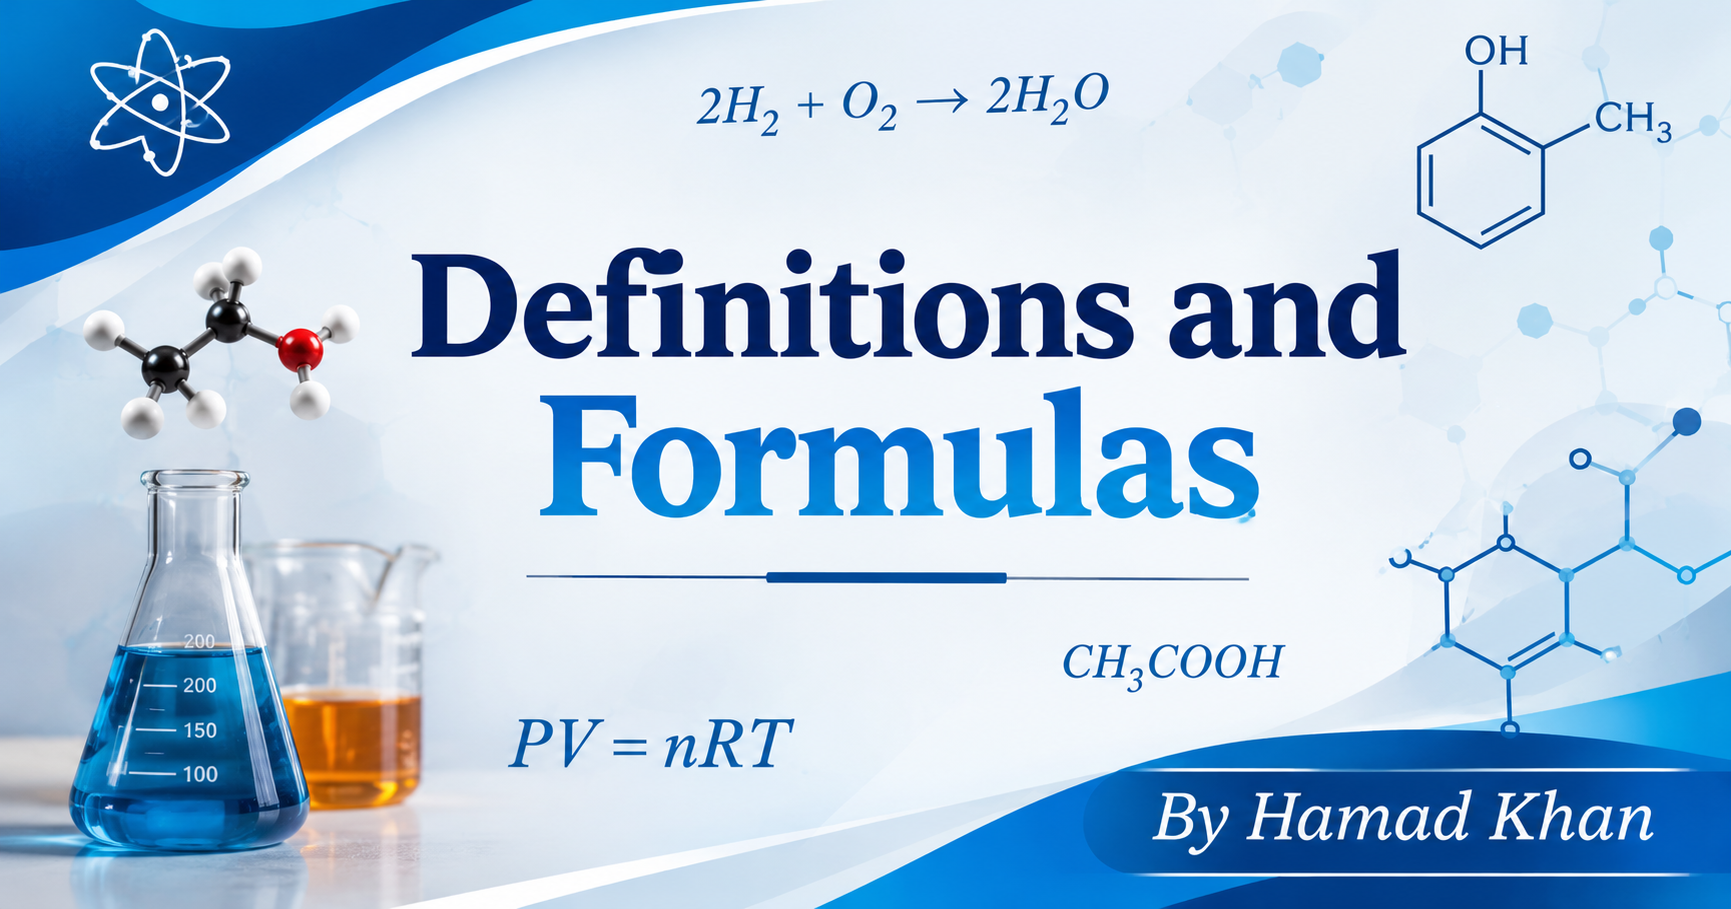 2H₂ + O₂ → 2H₂O
OH
CH₃
Definitions and
Formulas
200
200
150
100
CH₃COOH
PV = nRT
By Hamad Khan